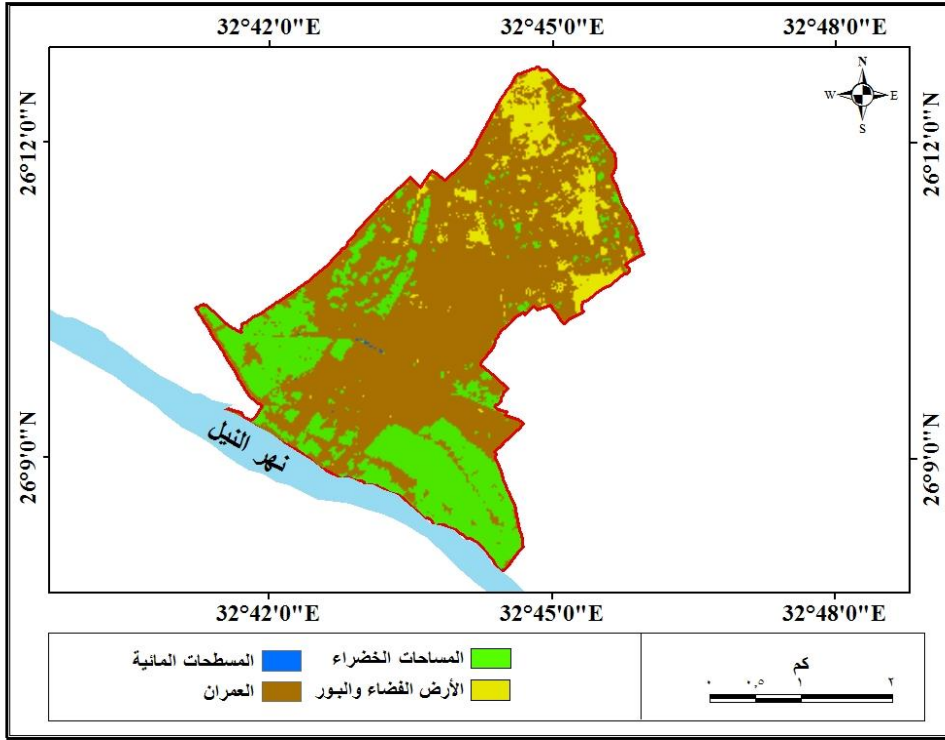 32°42'0"E 32°45'0"E 32°48'0"E
N
W E
S
26°12'0"N 26°12'0"N
26°9'0"N 26°9'0"N
نهر النيل
32°42'0"E 32°45'0"E 32°48'0"E
المساحات الخضراء المسطحات المائية
الأرض الفضاء والبور العمران
كم
٠ ٠,٥ ١ ٢